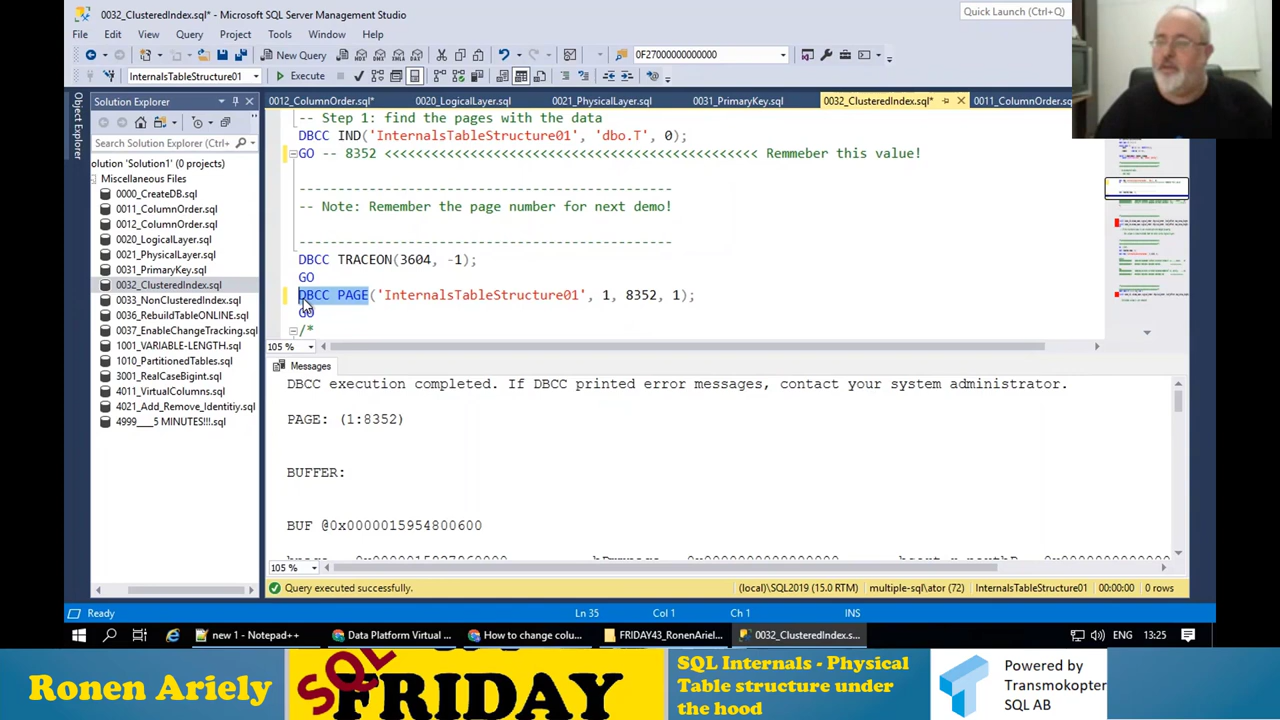 0032_ClusteredIndex.sql* - Microsoft SQL Server Management Studio
Quick Launch (Ctrl+Q)
File Edit View Query Project Tools Window Help
New Query
0F27000000000000
InternalsTableStructure01
Execute
Object Explorer
Solution Explorer
0012_ColumnOrder.sql* 0020_LogicalLayer.sql 0021_PhysicalLayer.sql 0031_PrimaryKey.sql 0032_ClusteredIndex.sql* 0011_ColumnOrder
Search Solution Explorer (Ctrl+
olution 'Solution1' (0 projects)
Miscellaneous Files
0000_CreateDB.sql
0011_ColumnOrder.sql
0012_ColumnOrder.sql
0020_LogicalLayer.sql
0021_PhysicalLayer.sql
0031_PrimaryKey.sql
0032_ClusteredIndex.sql
0033_NonClusteredIndex.sql
0036_RebuildTableONLINE.sql
0037_EnableChangeTracking.sql
1001_VARIABLE-LENGTH.sql
1010_PartitionedTables.sql
3001_RealCaseBigint.sql
4011_VirtualColumns.sql
4021_Add_Remove_Identitiy.sql
4999____5 MINUTES!!!.sql
-- Step 1: find the pages with the data
DBCC IND('InternalsTableStructure01', 'dbo.T', 0);
GO -- 8352 <<<<<<<<<<<<<<<<<<<<<<<<<<<<<<<<<<<<<<<<<< Remmeber this value!
---------------------------------------------------
-- Note: Remember the page number for next demo!
---------------------------------------------------
DBCC TRACEON(3604, -1);
GO
DBCC PAGE('InternalsTableStructure01', 1, 8352, 1);
GO
/*
105 %
Messages
DBCC execution completed. If DBCC printed error messages, contact your system administrator.
PAGE: (1:8352)
BUFFER:
BUF @0x0000015954800600
105 %
Query executed successfully. (local)\SQL2019 (15.0 RTM) multiple-sql\ator (72) InternalsTableStructure01 00:00:00 0 rows
Ready Ln 35 Col 1 Ch 1 INS
new 1 - Notepad++ Data Platform Virtual ... How to change colu... FRIDAY43_RonenAriel... 0032_ClusteredIndex.s... ENG 13:25
Ronen Ariely
SQL
FRIDAY
SQL Internals - Physical
Table structure under
the hood
Powered by
Transmokopter
SQL AB